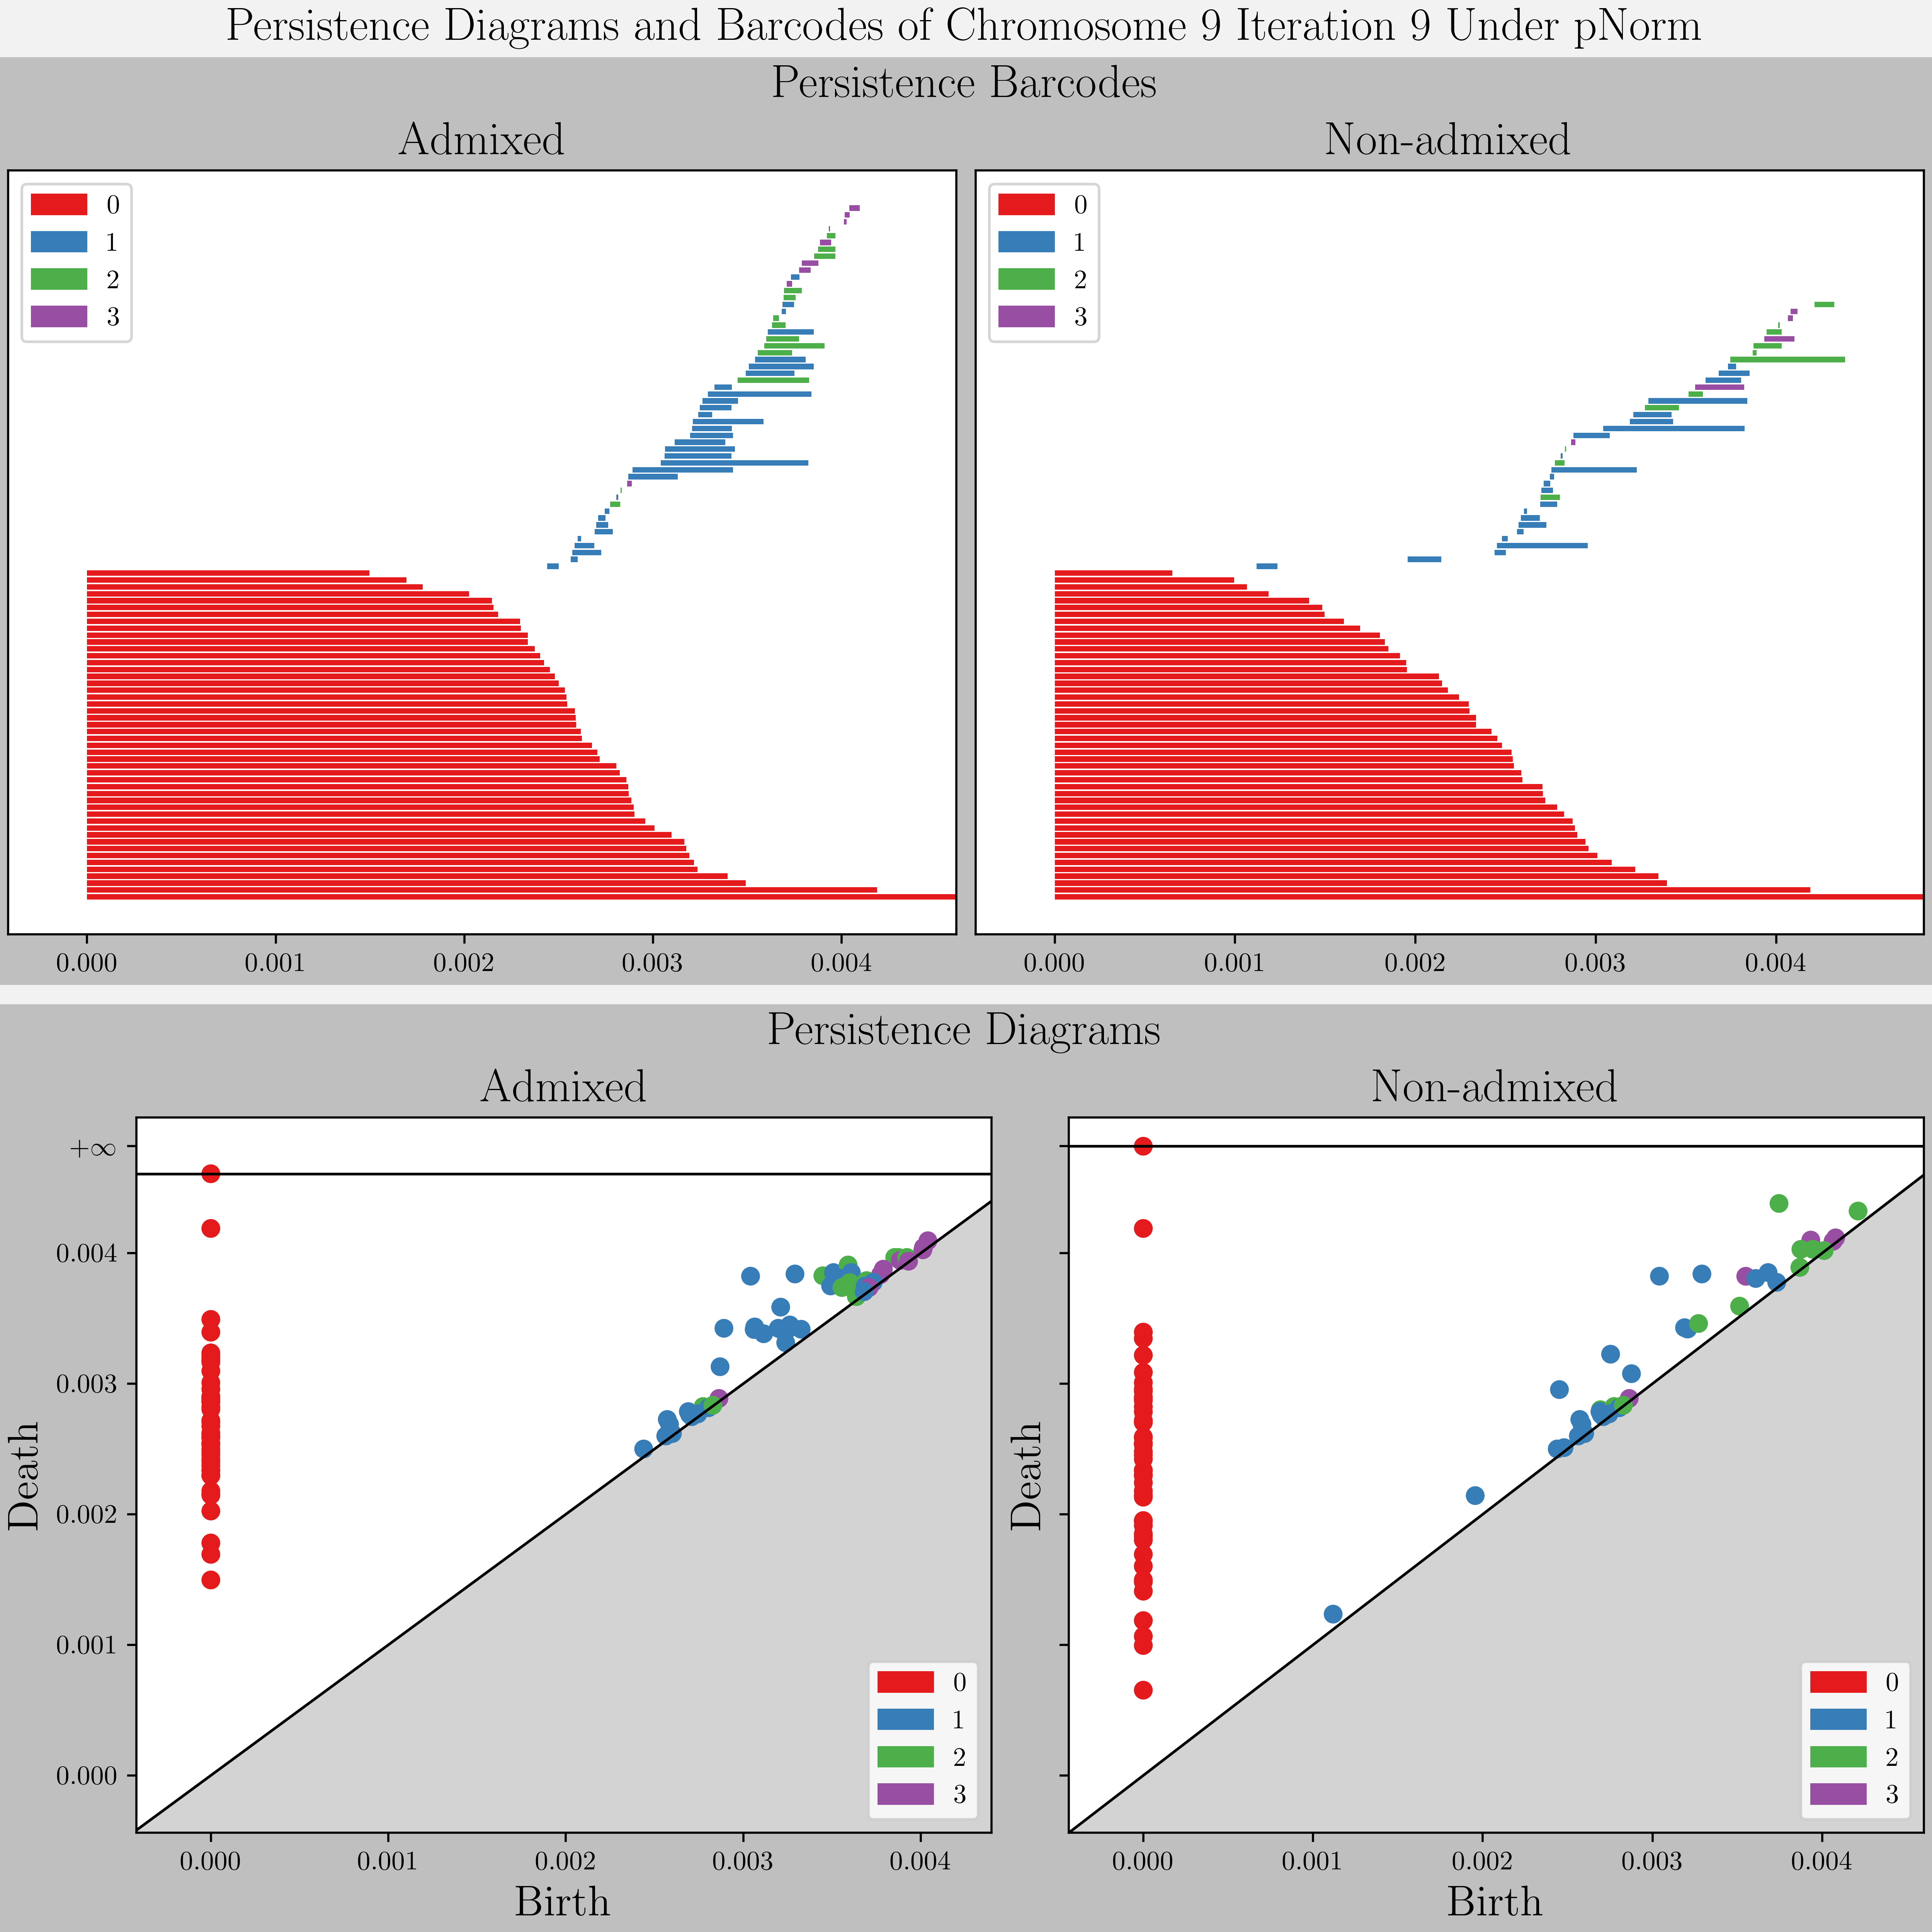 Persistence Diagrams and Barcodes of Chromosome 9 Iteration 9 Under pNorm
Persistence Barcodes
Admixed
0
1
2
3
0.000 0.001 0.002 0.003 0.004
Non-admixed
0
1
2
3
0.000 0.001 0.002 0.003 0.004
Persistence Diagrams
Admixed
Death
+∞
0.004
0.003
0.002
0.001
0.000
0
1
2
3
0.000 0.001 0.002 0.003 0.004
Birth
Non-admixed
Death
0
1
2
3
0.000 0.001 0.002 0.003 0.004
Birth